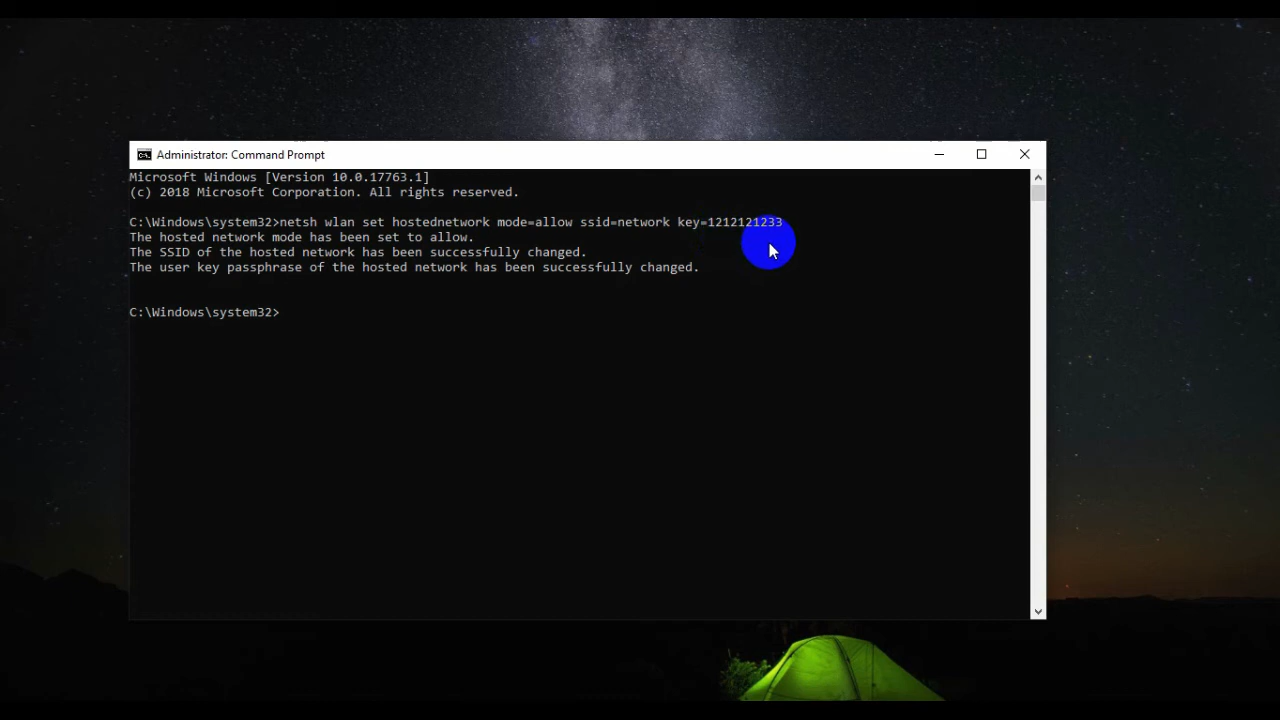 Administrator: Command Prompt
Microsoft Windows [Version 10.0.17763.1]
(c) 2018 Microsoft Corporation. All rights reserved.
C:\Windows\system32>netsh wlan set hostednetwork mode=allow ssid=network key=1212121233
The hosted network mode has been set to allow.
The SSID of the hosted network has been successfully changed.
The user key passphrase of the hosted network has been successfully changed.
C:\Windows\system32>